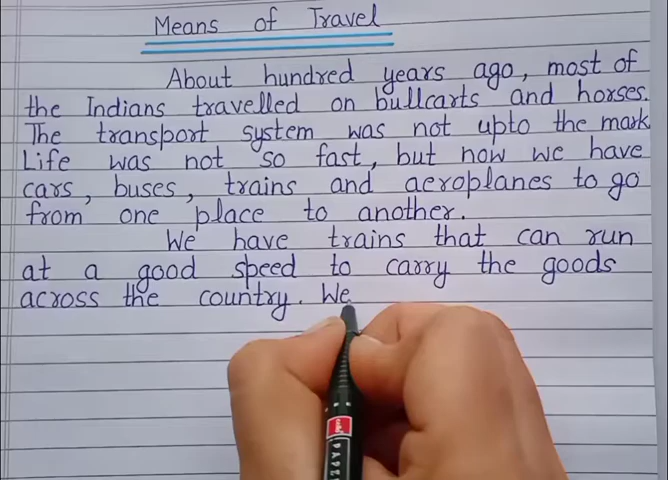 Means of Travel
About hundred years ago, most of
the Indians travelled on bullcarts and horses.
The transport system was not upto the mark
Life was not so fast, but now we have
cars, buses, trains and aeroplanes to go
from one place to another.
We have trains that can run
at a good speed to carry the goods
across the country. We